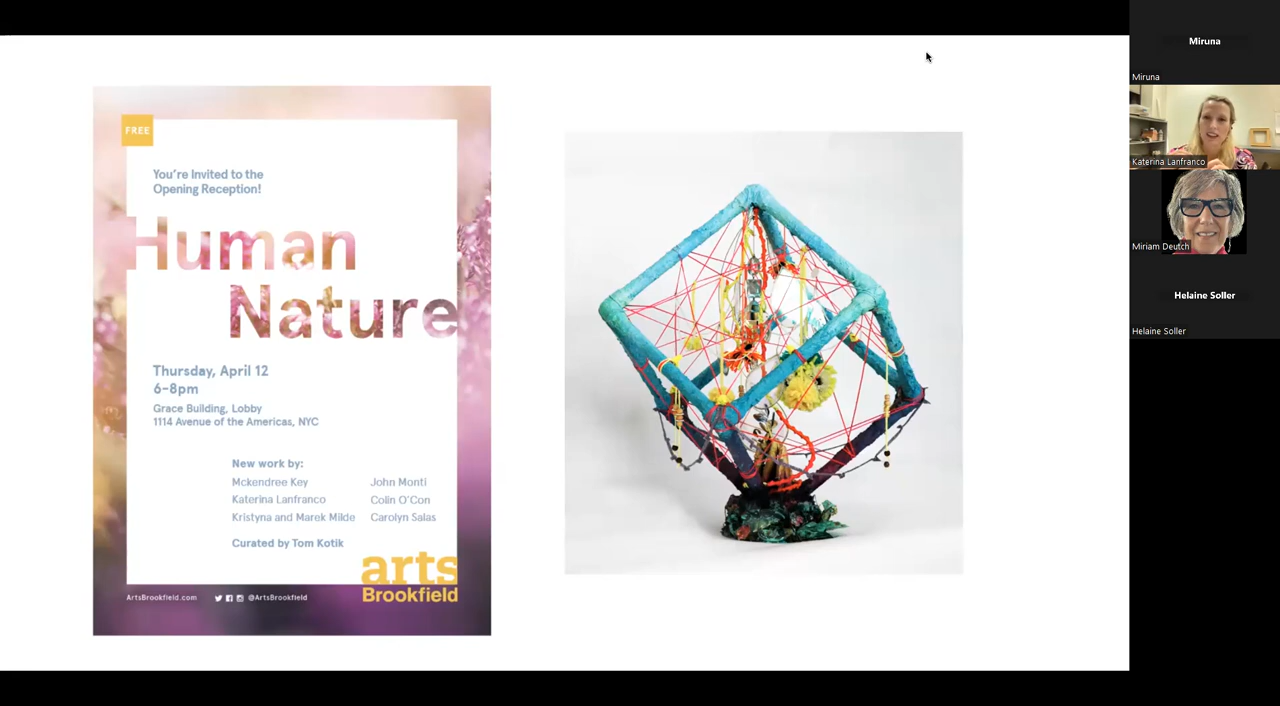 FREE
You're Invited to the
Opening Reception!
Human
Nature
Thursday, April 12
6-8pm
Grace Building, Lobby
1114 Avenue of the Americas, NYC
New work by:
Mckendree Key
John Monti
Katerina Lanfranco
Colin O'Con
Kristyna and Marek Milde
Carolyn Salas
Curated by Tom Kotik
arts
Brookfield
ArtsBrookfield.com
@ArtsBrookfield
Miruna
Miruna
Katerina Lanfranco
Miriam Deutch
Helaine Soller
Helaine Soller